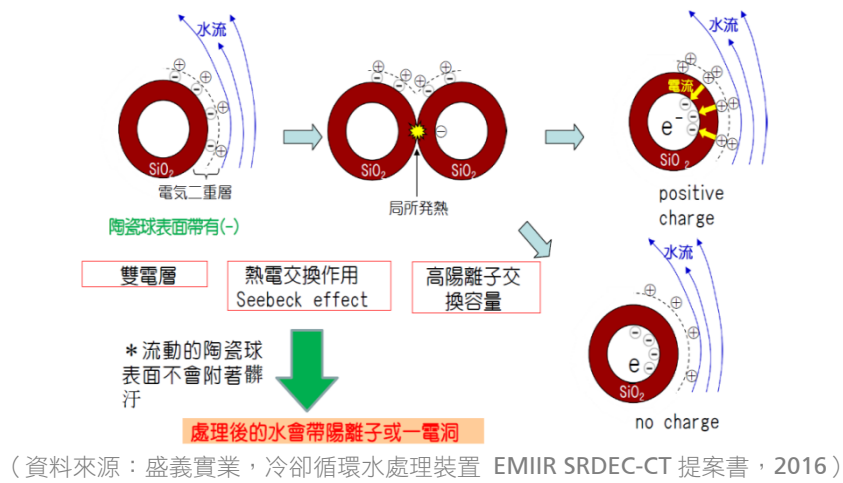 水流
水流
SiO2
電気二重層
陶瓷球表面帶有(-)
SiO2
SiO2
局所発熱
電流
e-
SiO2
positive
charge
雙電層
熱電交換作用
Seebeck effect
高陽離子交
換容量
水流
e
SiO2
no charge
＊流動的陶瓷球
表面不會附著髒
汙
處理後的水會帶陽離子或一電洞
（資料來源：盛義實業，冷卻循環水處理裝置 EMIIR SRDEC-CT 提案書，2016）